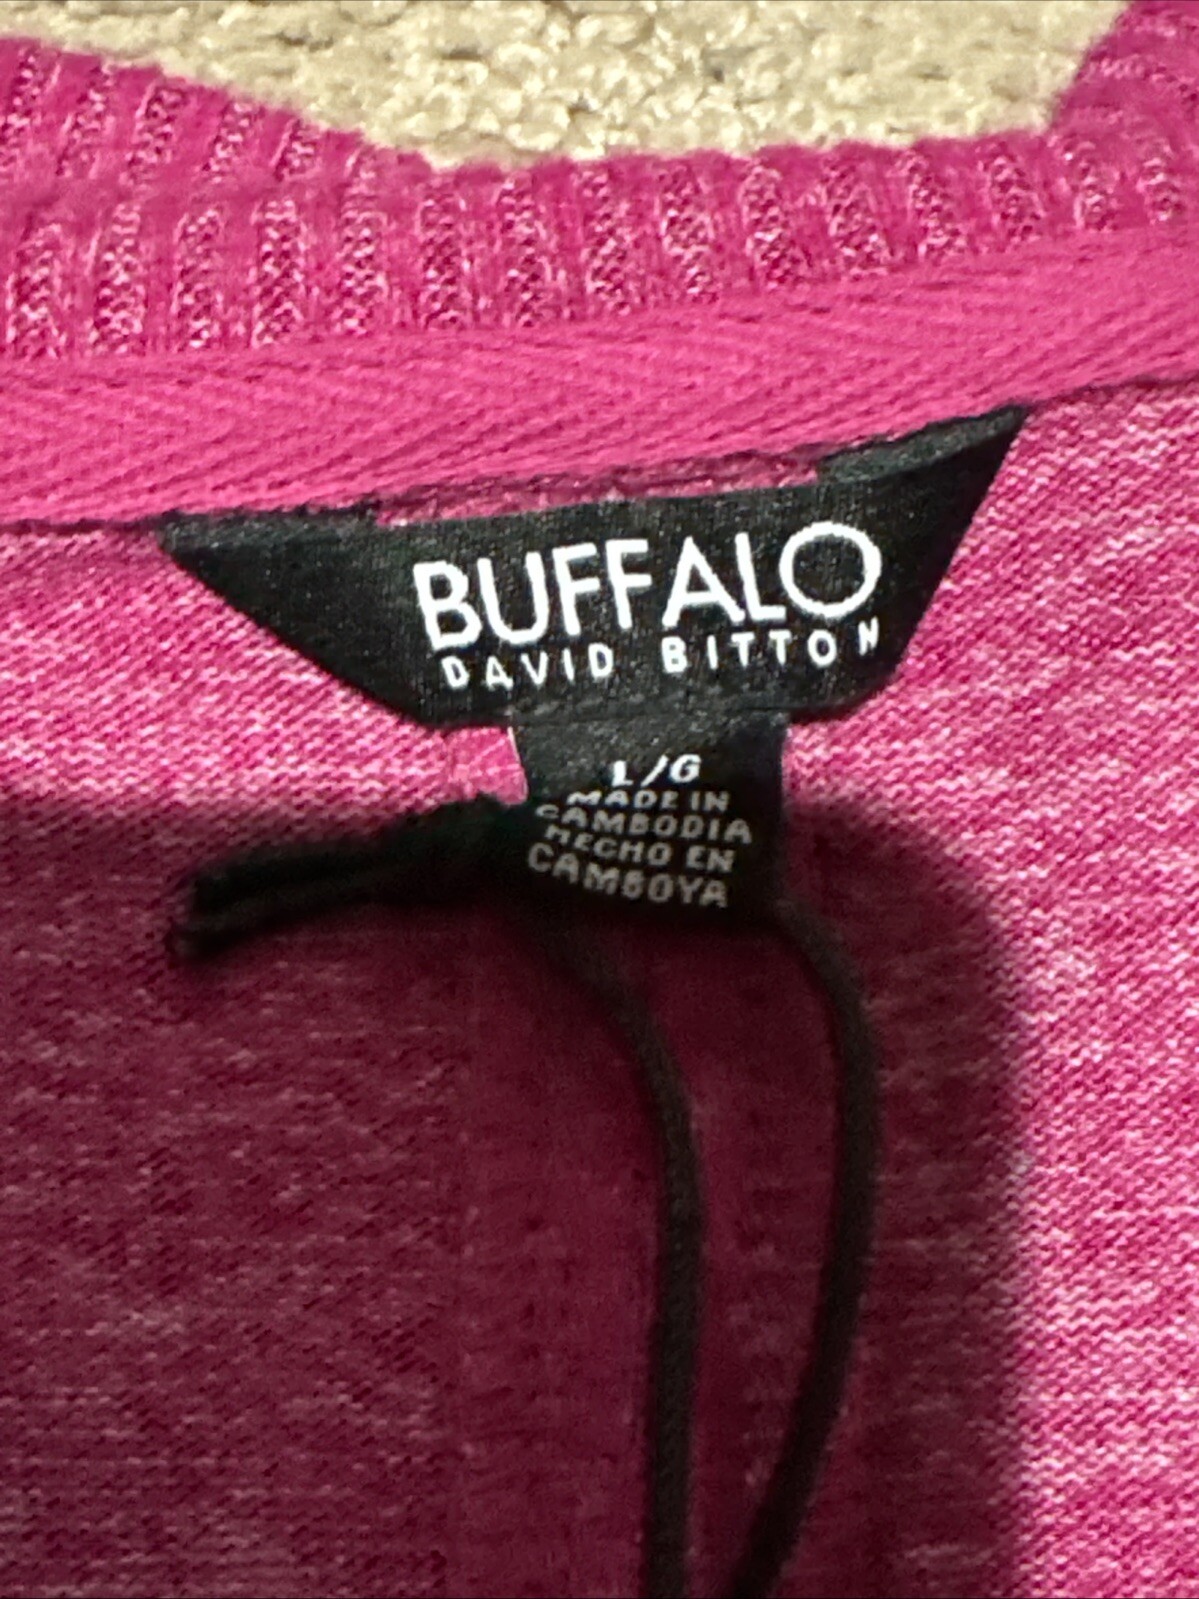 BUFFALO
DAVID BITTON
L/G
MADE IN
CAMBODIA
HECHO EN
CAMBOYA